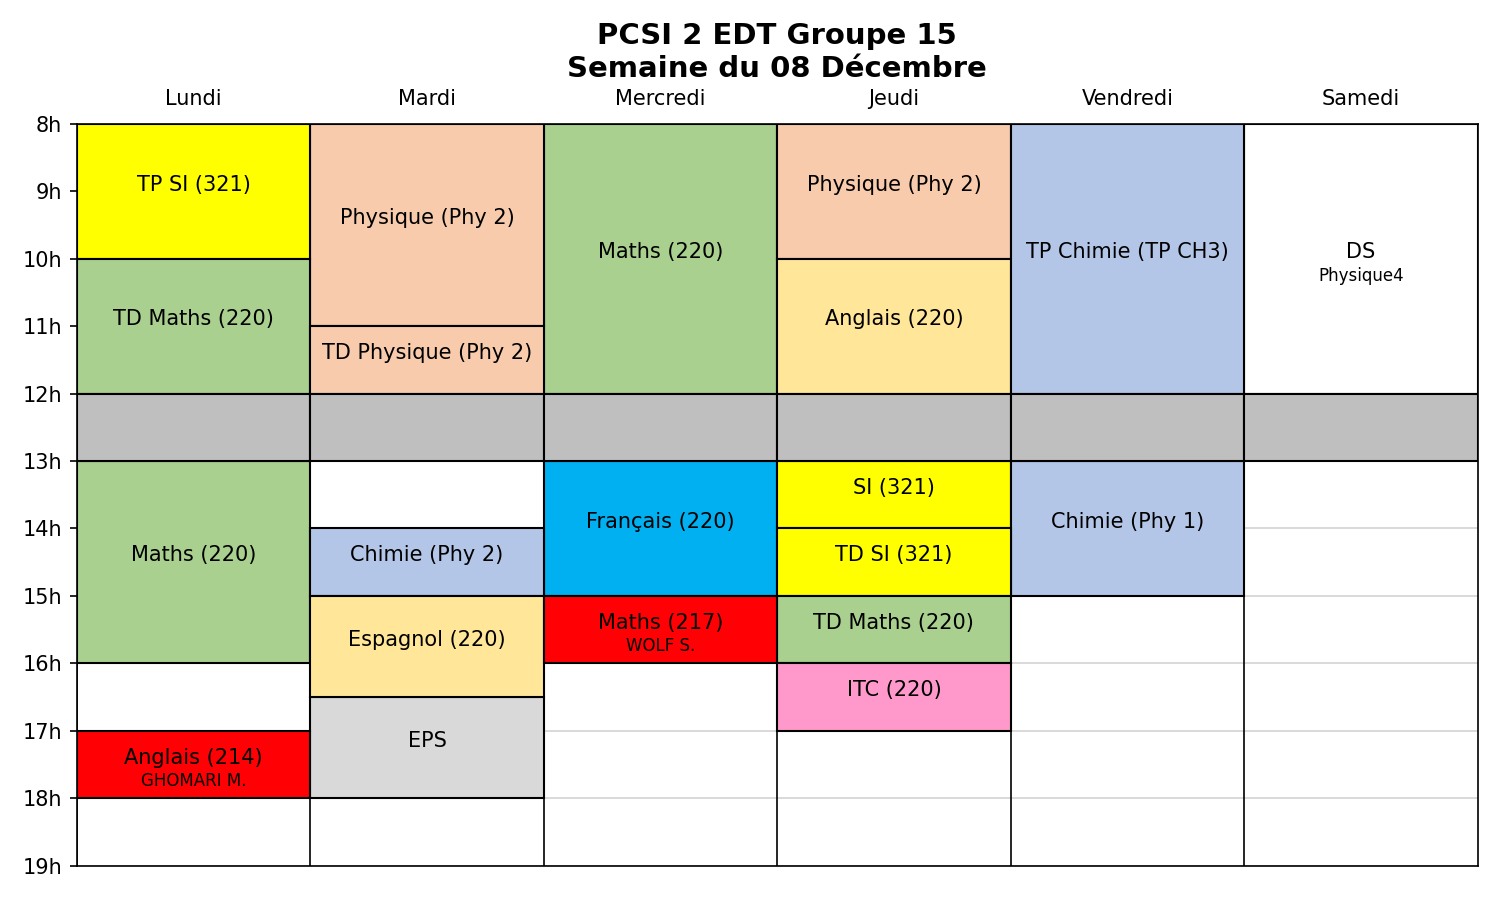 PCSI 2 EDT Groupe 15
Semaine du 08 Décembre
Lundi
Mardi
Mercredi
Jeudi
Vendredi
Samedi
8h
9h
10h
11h
12h
13h
14h
15h
16h
17h
18h
19h
TP SI (321)
TD Maths (220)
Maths (220)
Anglais (214)
GHOMARI M.
Physique (Phy 2)
TD Physique (Phy 2)
Chimie (Phy 2)
Espagnol (220)
EPS
Maths (220)
Français (220)
Maths (217)
WOLF S.
Physique (Phy 2)
Anglais (220)
SI (321)
TD SI (321)
TD Maths (220)
ITC (220)
TP Chimie (TP CH3)
Chimie (Phy 1)
DS
Physique4